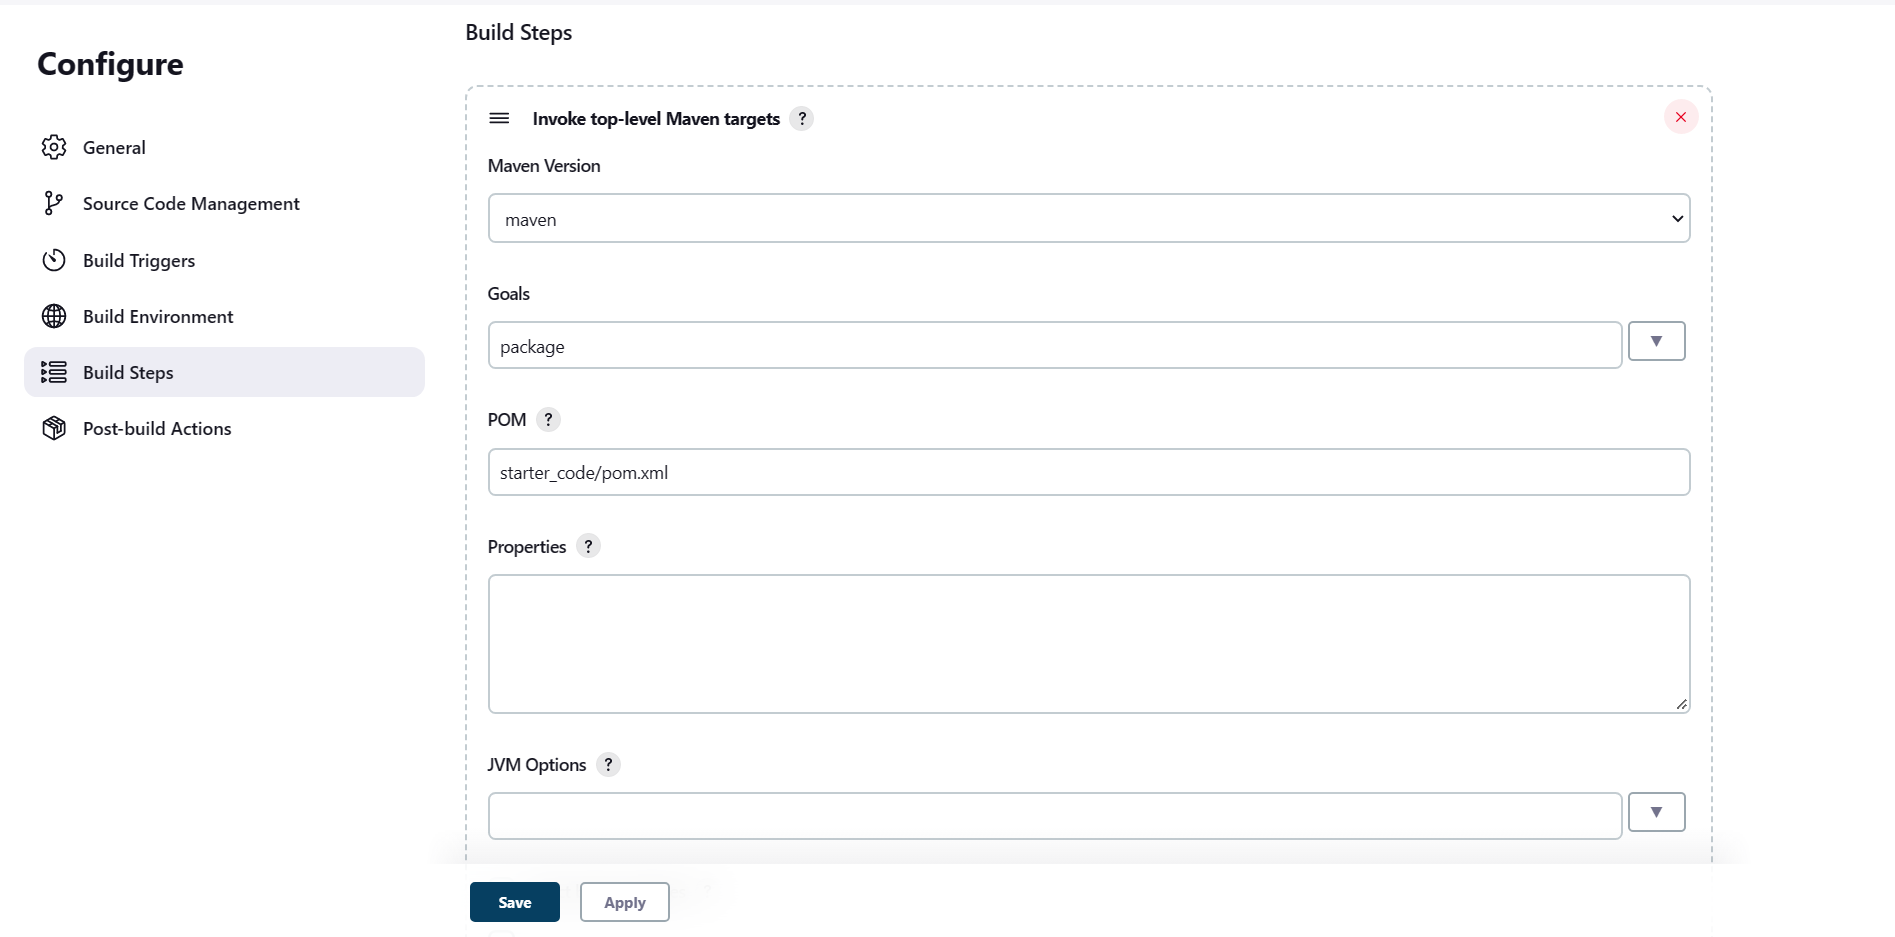 Configure
General
Source Code Management
Build Triggers
Build Environment
Build Steps
Post-build Actions
Build Steps
Invoke top-level Maven targets ?
Maven Version
maven
Goals
package
POM ?
starter_code/pom.xml
Properties ?
JVM Options ?
Save
Apply